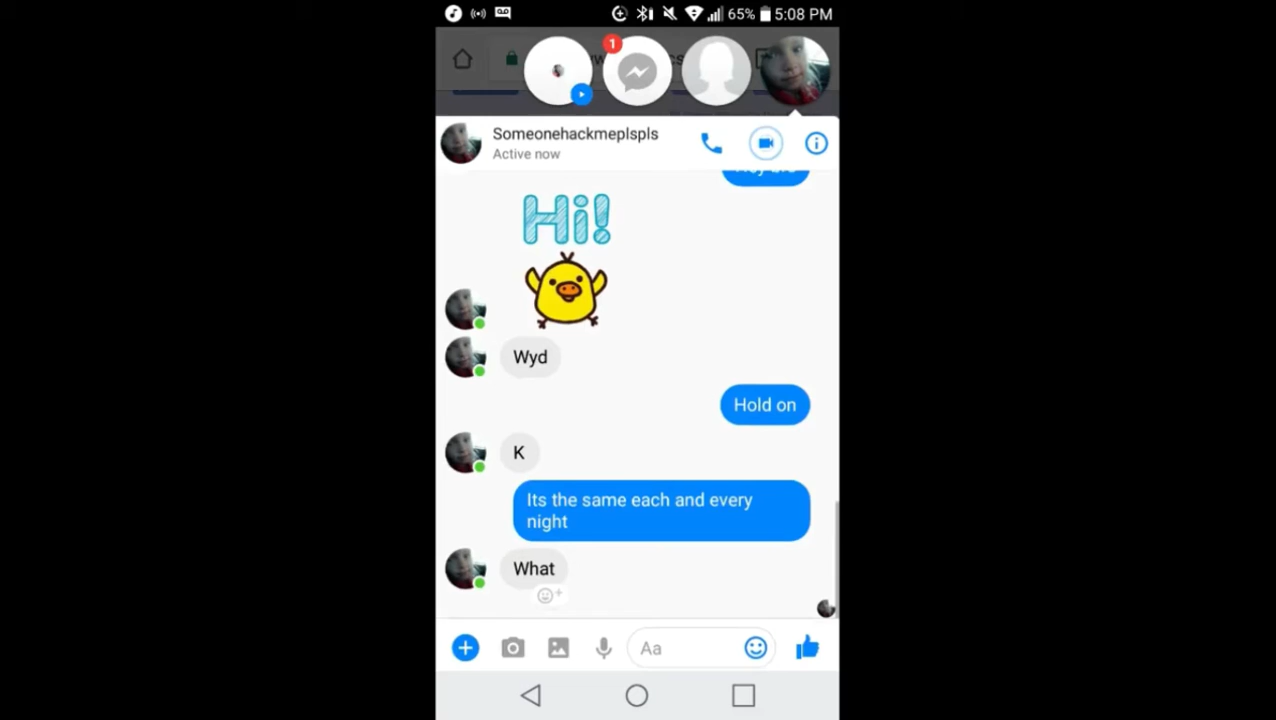 65% 5:08 PM
1
Someonehackmeplspls
Active now
Hi!
Wyd
Hold on
K
Its the same each and every
night
What
Aa